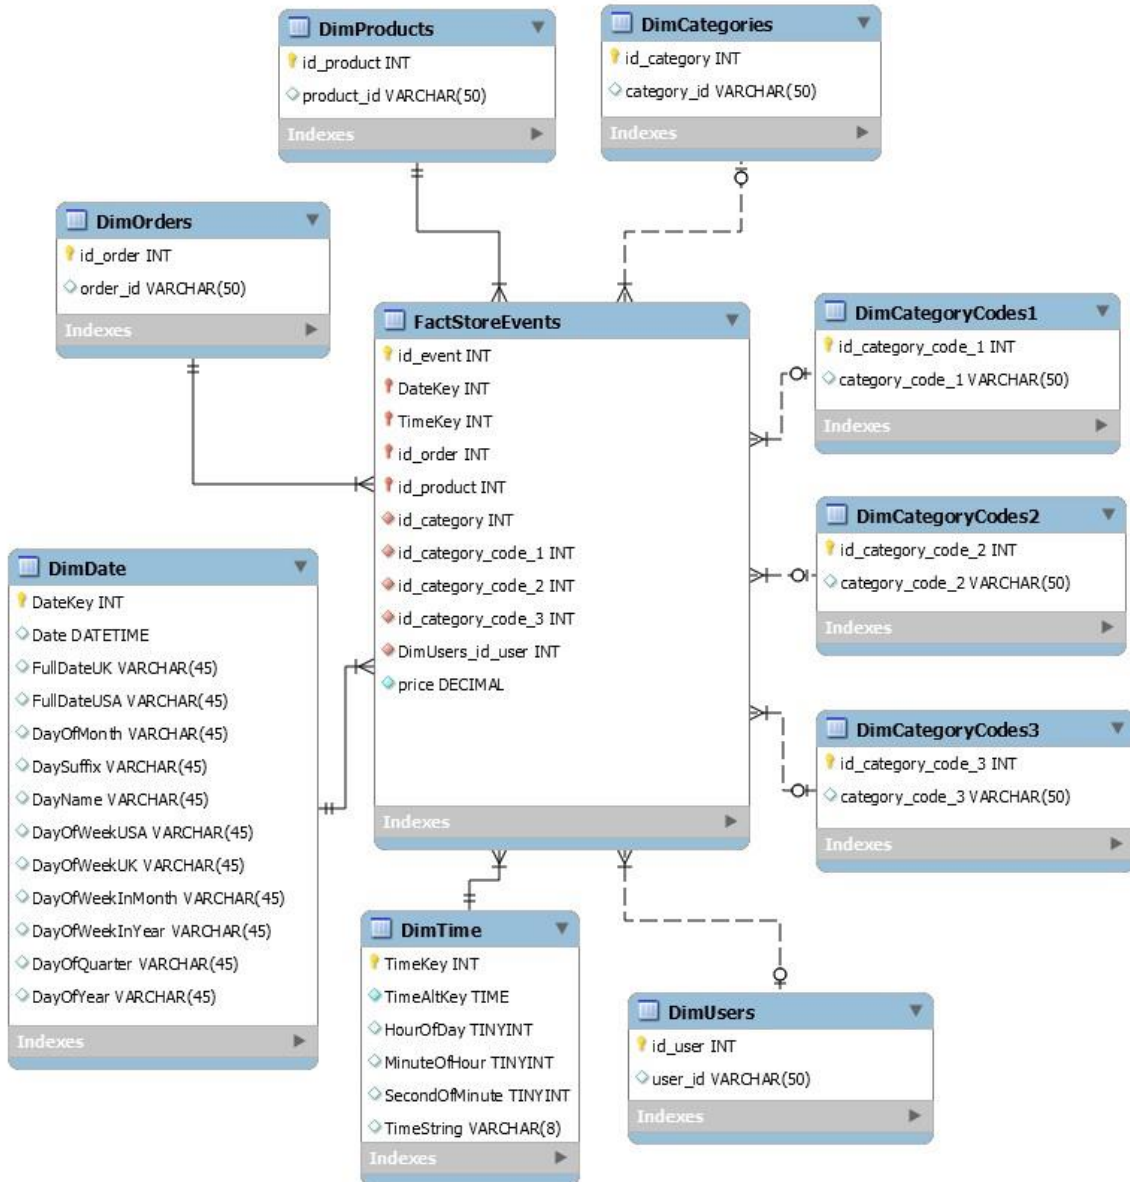 DimProducts
id_product INT
product_id VARCHAR(50)
Indexes
DimCategories
id_category INT
category_id VARCHAR(50)
Indexes
DimOrders
id_order INT
order_id VARCHAR(50)
Indexes
FactStoreEvents
id_event INT
DateKey INT
TimeKey INT
id_order INT
id_product INT
id_category INT
id_category_code_1 INT
id_category_code_2 INT
id_category_code_3 INT
DimUsers_id_user INT
price DECIMAL
Indexes
DimCategoryCodes1
id_category_code_1 INT
category_code_1 VARCHAR(50)
Indexes
DimCategoryCodes2
id_category_code_2 INT
category_code_2 VARCHAR(50)
Indexes
DimCategoryCodes3
id_category_code_3 INT
category_code_3 VARCHAR(50)
Indexes
DimDate
DateKey INT
Date DATETIME
FullDateUK VARCHAR(45)
FullDateUSA VARCHAR(45)
DayOfMonth VARCHAR(45)
DaySuffix VARCHAR(45)
DayName VARCHAR(45)
DayOfWeekUSA VARCHAR(45)
DayOfWeekUK VARCHAR(45)
DayOfWeekInMonth VARCHAR(45)
DayOfWeekInYear VARCHAR(45)
DayOfQuarter VARCHAR(45)
DayOfYear VARCHAR(45)
Indexes
DimTime
TimeKey INT
TimeAltKey TIME
HourOfDay TINYINT
MinuteOfHour TINYINT
SecondOfMinute TINYINT
TimeString VARCHAR(8)
Indexes
DimUsers
id_user INT
user_id VARCHAR(50)
Indexes